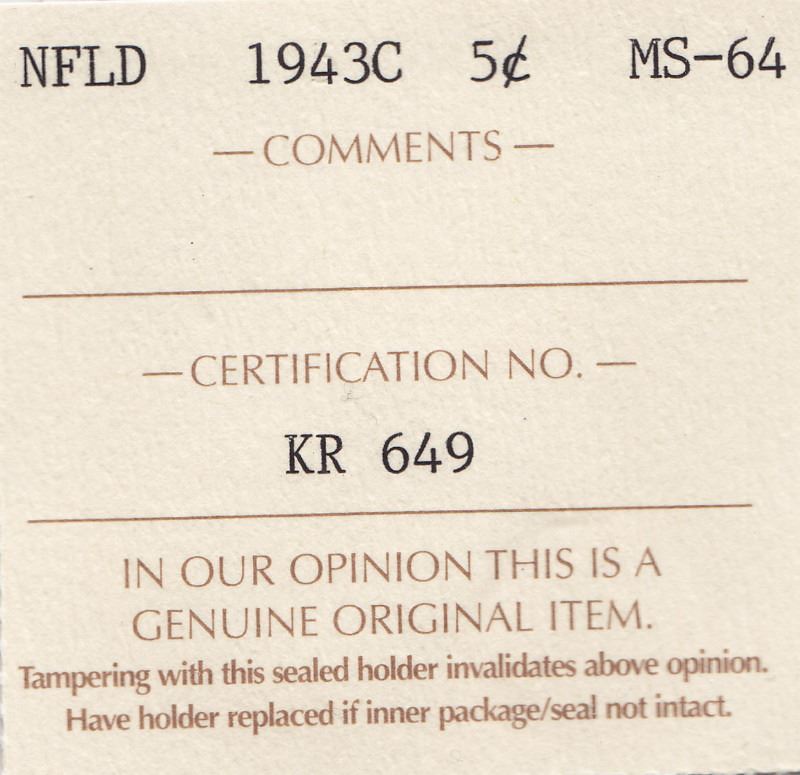 NFLD 1943C 5¢ MS-64
— COMMENTS —
— CERTIFICATION NO. —
KR 649
IN OUR OPINION THIS IS A
GENUINE ORIGINAL ITEM.
Tampering with this sealed holder invalidates above opinion.
Have holder replaced if inner package/seal not intact.